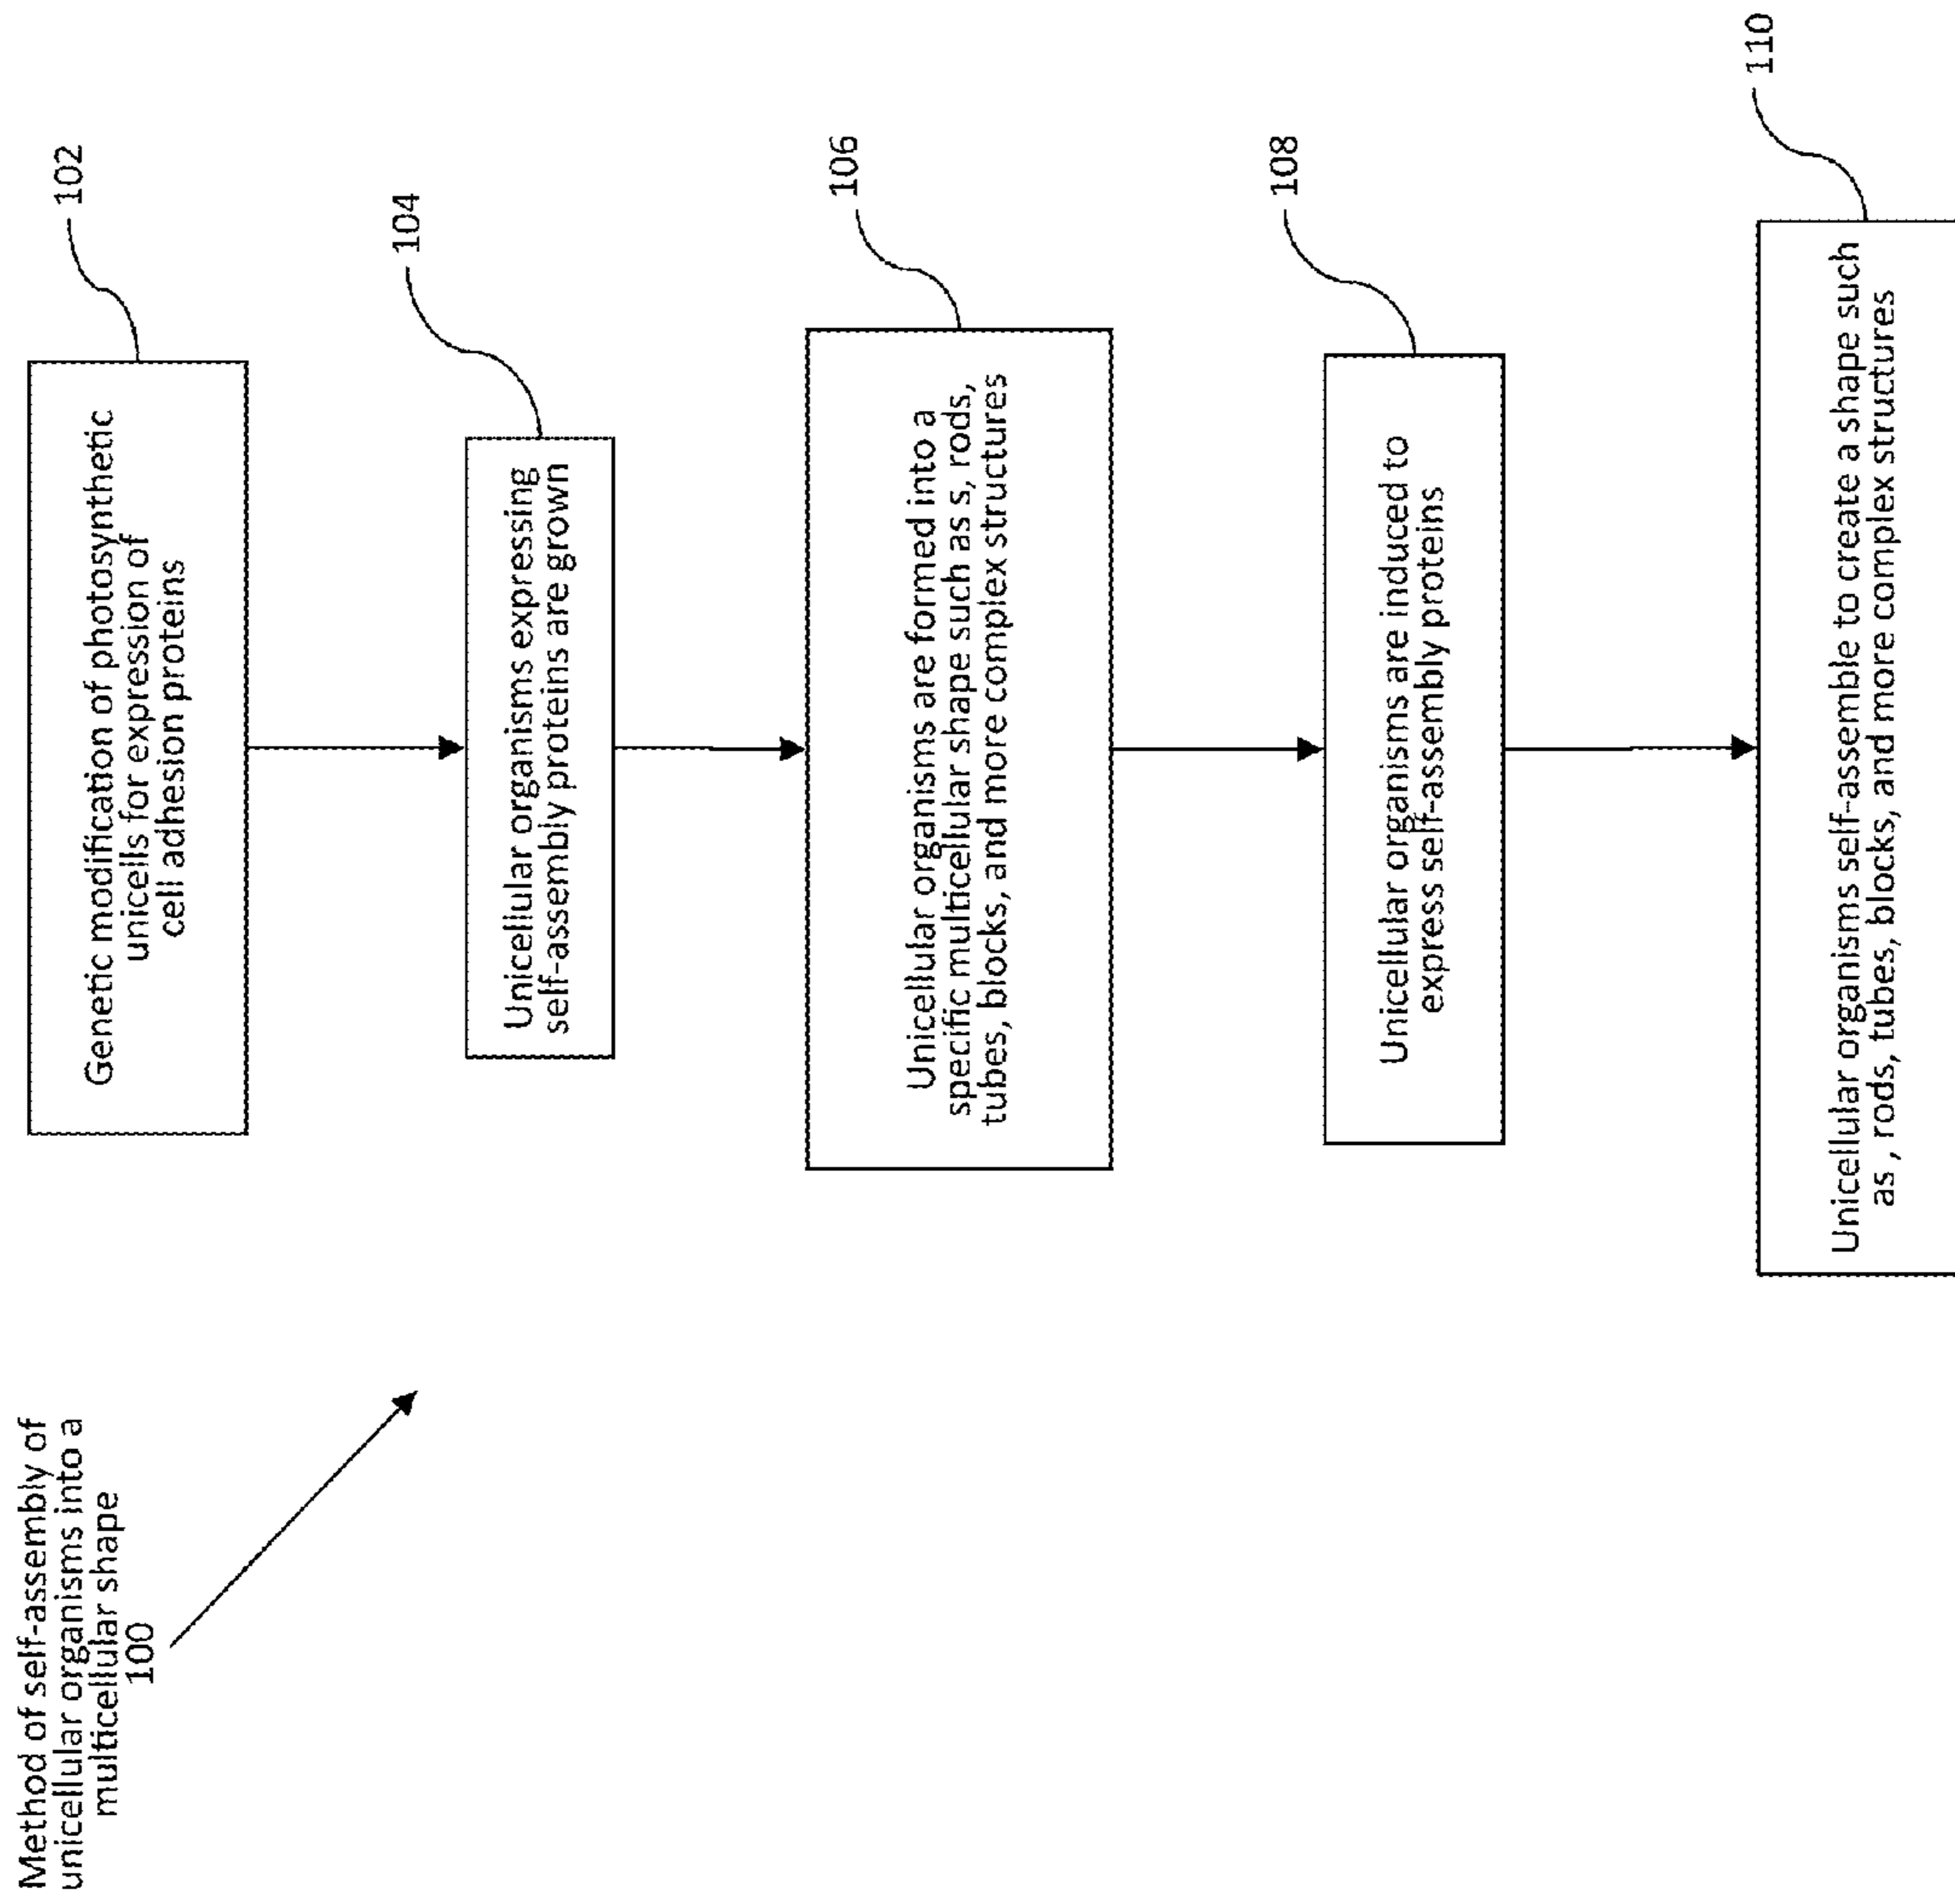 Method of self-assembly of
unicellular organisms into a
multicellular shape
100
Genetic modification of photosynthetic
unicells for expression of
cell adhesion proteins
102
Unicellular organisms expressing
self-assembly proteins are grown
104
Unicellular organisms are formed into a
specific multicellular shape such as s, rods,
tubes, blocks, and more complex structures
106
Unicellular organisms are induced to
express self-assembly proteins
108
Unicellular organisms self-assemble to create a shape such
as , rods, tubes, blocks, and more complex structures
110